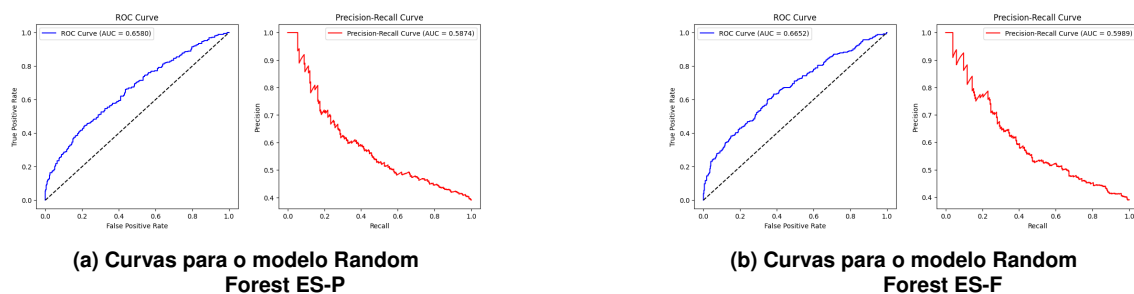 ROC Curve
ROC Curve (AUC = 0.6580)
True Positive Rate
1.0
0.8
0.6
0.4
0.2
0.0
0.0 0.2 0.4 0.6 0.8 1.0
False Positive Rate
Precision-Recall Curve
Precision-Recall Curve (AUC = 0.5874)
Precision
1.0
0.9
0.8
0.7
0.6
0.5
0.4
0.0 0.2 0.4 0.6 0.8 1.0
Recall
(a) Curvas para o modelo Random
Forest ES-P
ROC Curve
ROC Curve (AUC = 0.6652)
True Positive Rate
1.0
0.8
0.6
0.4
0.2
0.0
0.0 0.2 0.4 0.6 0.8 1.0
False Positive Rate
Precision-Recall Curve
Precision-Recall Curve (AUC = 0.5989)
Precision
1.0
0.9
0.8
0.7
0.6
0.5
0.4
0.0 0.2 0.4 0.6 0.8 1.0
Recall
(b) Curvas para o modelo Random
Forest ES-F